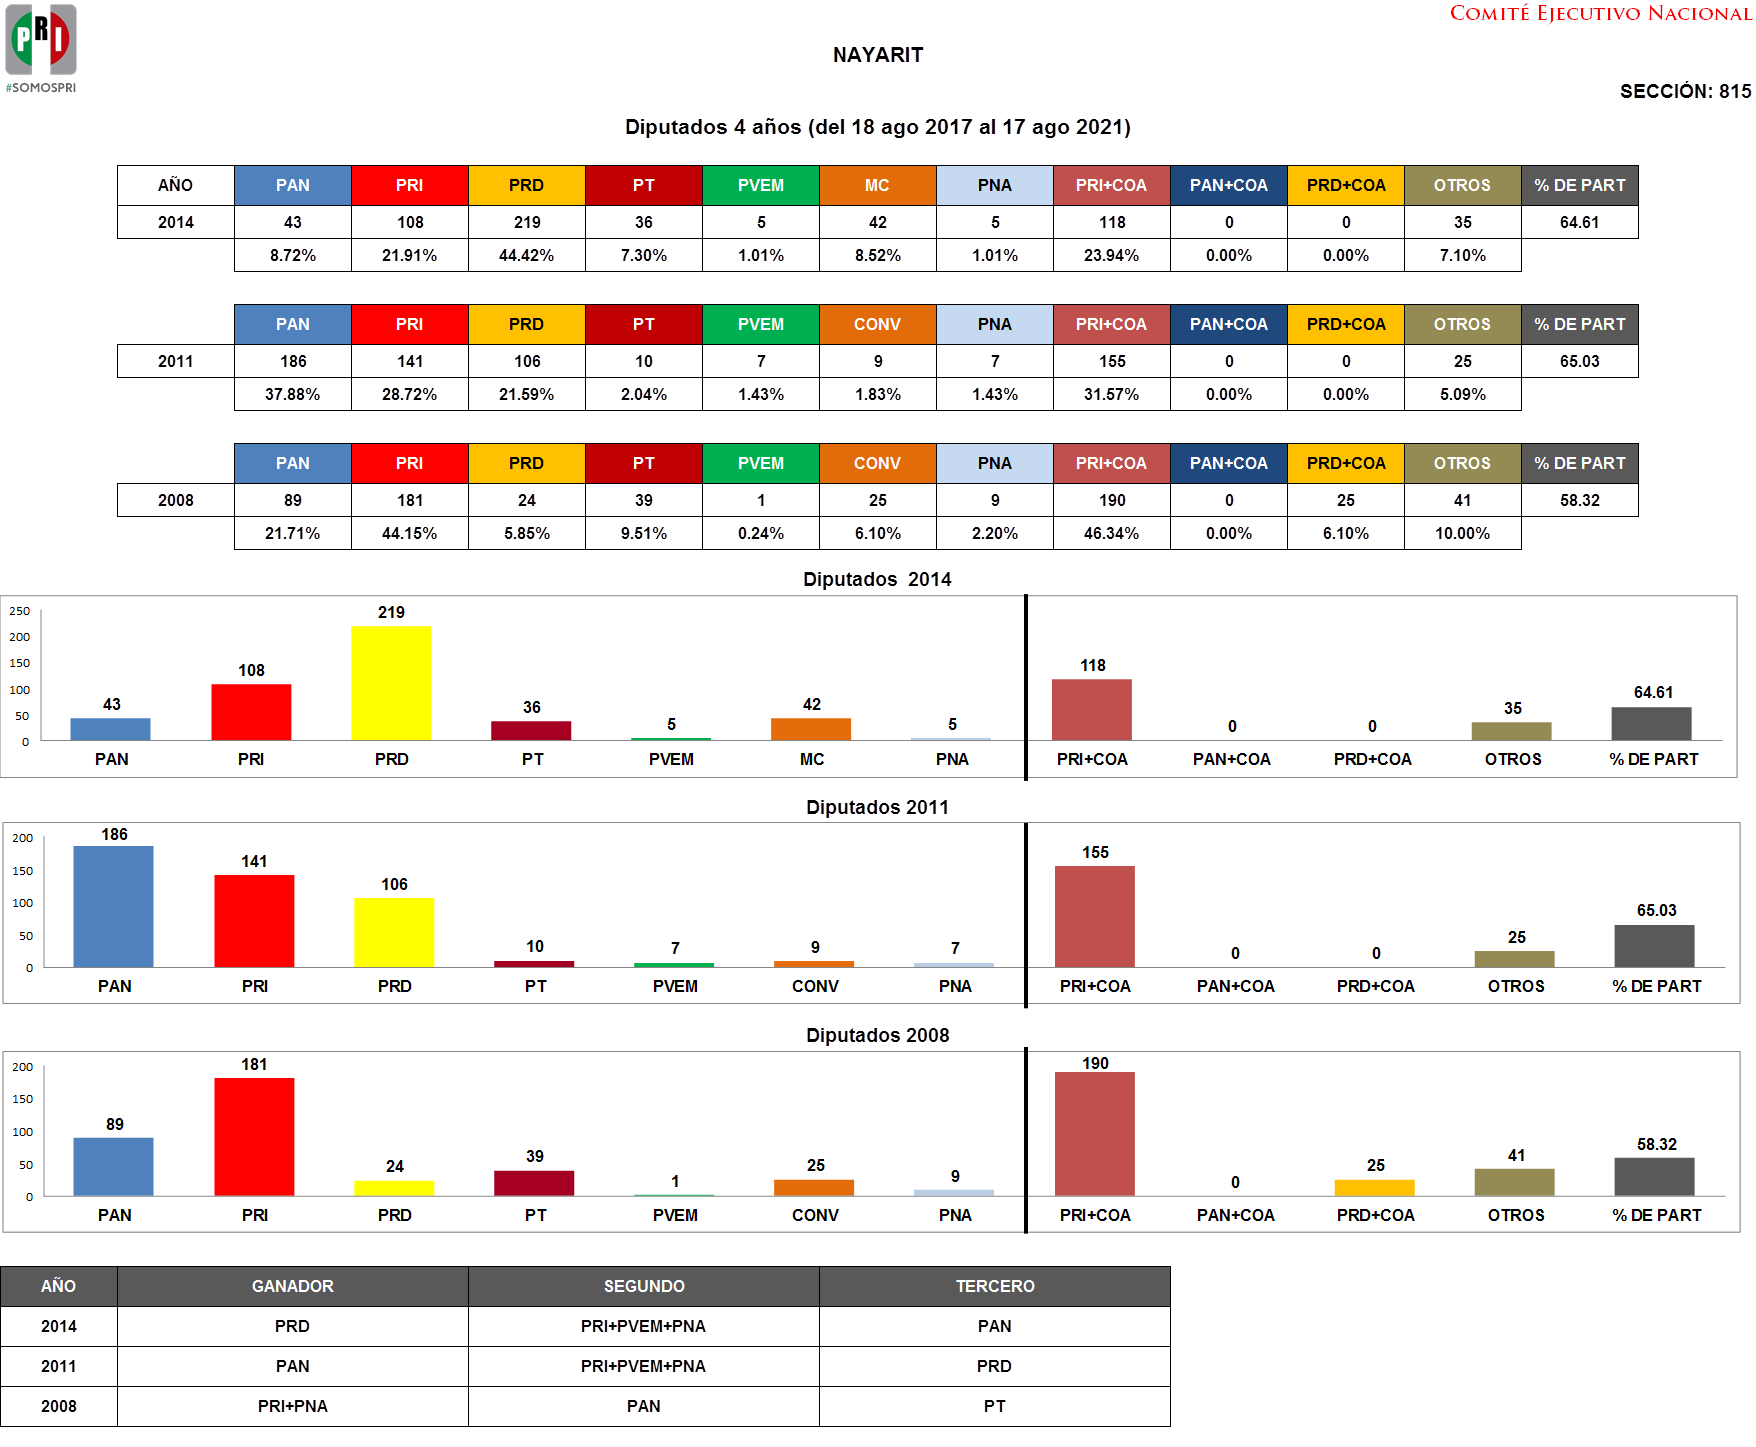 PRI
#SOMOSPRI
COMITÉ EJECUTIVO NACIONAL
NAYARIT
SECCIÓN: 815
Diputados 4 años (del 18 ago 2017 al 17 ago 2021)
AÑO PAN PRI PRD PT PVEM MC PNA PRI+COA PAN+COA PRD+COA OTROS % DE PART
2014 43 108 219 36 5 42 5 118 0 0 35 64.61
8.72% 21.91% 44.42% 7.30% 1.01% 8.52% 1.01% 23.94% 0.00% 0.00% 7.10%
PAN PRI PRD PT PVEM CONV PNA PRI+COA PAN+COA PRD+COA OTROS % DE PART
2011 186 141 106 10 7 9 7 155 0 0 25 65.03
37.88% 28.72% 21.59% 2.04% 1.43% 1.83% 1.43% 31.57% 0.00% 0.00% 5.09%
PAN PRI PRD PT PVEM CONV PNA PRI+COA PAN+COA PRD+COA OTROS % DE PART
2008 89 181 24 39 1 25 9 190 0 25 41 58.32
21.71% 44.15% 5.85% 9.51% 0.24% 6.10% 2.20% 46.34% 0.00% 6.10% 10.00%
Diputados  2014
250
200
150
100
50
0
43 108 219 36 5 42 5 118 0 0 35 64.61
PAN PRI PRD PT PVEM MC PNA PRI+COA PAN+COA PRD+COA OTROS % DE PART
Diputados 2011
200
150
100
50
0
186 141 106 10 7 9 7 155 0 0 25 65.03
PAN PRI PRD PT PVEM CONV PNA PRI+COA PAN+COA PRD+COA OTROS % DE PART
Diputados 2008
200
150
100
50
0
89 181 24 39 1 25 9 190 0 25 41 58.32
PAN PRI PRD PT PVEM CONV PNA PRI+COA PAN+COA PRD+COA OTROS % DE PART
AÑO GANADOR SEGUNDO TERCERO
2014 PRD PRI+PVEM+PNA PAN
2011 PAN PRI+PVEM+PNA PRD
2008 PRI+PNA PAN PT